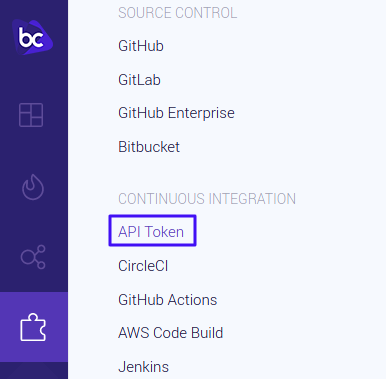 bc
SOURCE CONTROL
GitHub
GitLab
GitHub Enterprise
Bitbucket
CONTINUOUS INTEGRATION
API Token
CircleCI
GitHub Actions
AWS Code Build
Jenkins